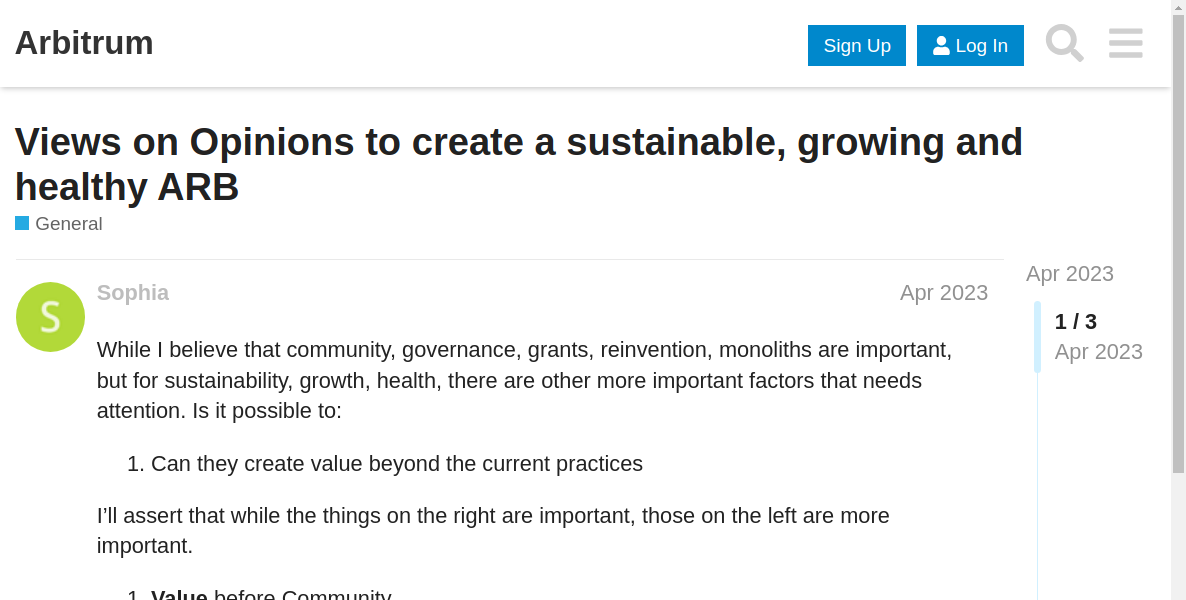 Arbitrum
Sign Up
Log In
Views on Opinions to create a sustainable, growing and
healthy ARB
General
Apr 2023
S
Sophia
Apr 2023
1 / 3
Apr 2023
While I believe that community, governance, grants, reinvention, monoliths are important,
but for sustainability, growth, health, there are other more important factors that needs
attention. Is it possible to:
1. Can they create value beyond the current practices
I’ll assert that while the things on the right are important, those on the left are more
important.
1. Value before Community